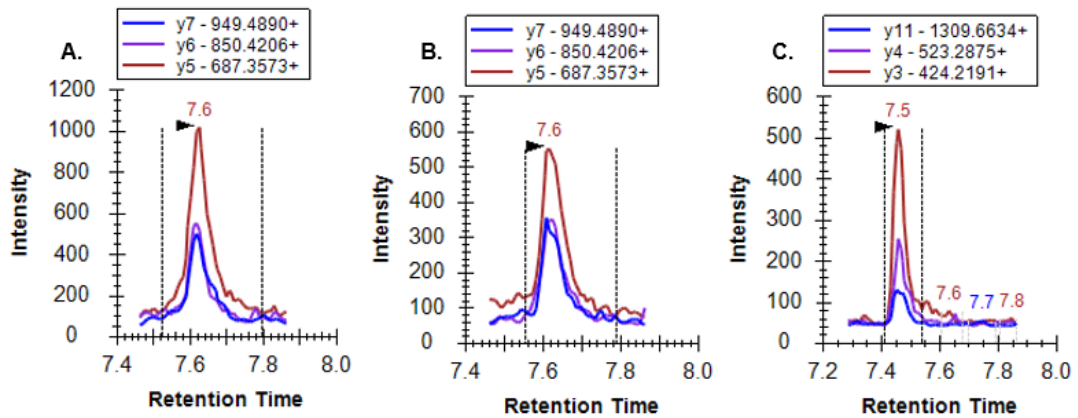 A.
y7 - 949.4890+
y6 - 850.4206+
y5 - 687.3573+
1200
1000
800
600
400
200
0
Intensity
7.6
7.4
7.6
7.8
8.0
Retention Time
B.
y7 - 949.4890+
y6 - 850.4206+
y5 - 687.3573+
700
600
500
400
300
200
100
0
Intensity
7.6
7.4
7.6
7.8
8.0
Retention Time
C.
y11 - 1309.6634+
y4 - 523.2875+
y3 - 424.2191+
600
500
400
300
200
100
0
Intensity
7.5
7.6
7.7
7.8
7.2
7.4
7.6
7.8
8.0
Retention Time